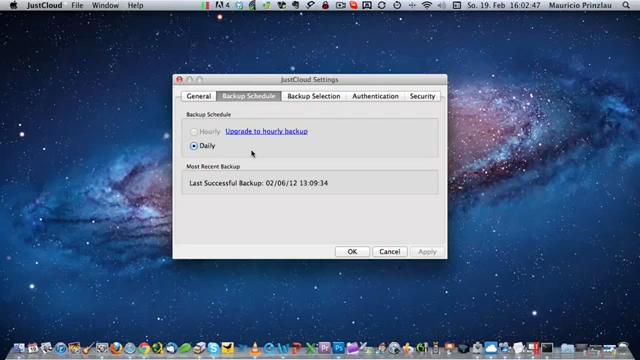 JustCloud File Window Help
4 So. 19. Feb 16:02:47 Mauricio Prinzlau
JustCloud Settings
General Backup Schedule Backup Selection Authentication Security
Backup Schedule
Hourly Upgrade to hourly backup
Daily
Most Recent Backup
Last Successful Backup: 02/06/12 13:09:34
OK Cancel Apply